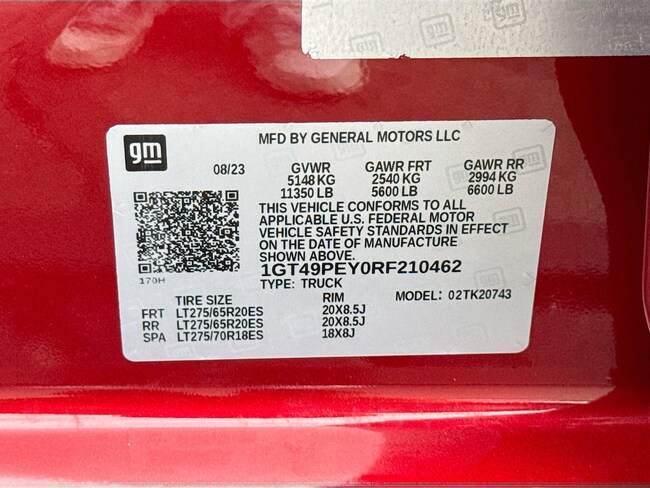 gm
MFD BY GENERAL MOTORS LLC
08/23
GVWR GAWR FRT GAWR RR
5148 KG 2540 KG 2994 KG
11350 LB 5600 LB 6600 LB
THIS VEHICLE CONFORMS TO ALL
APPLICABLE U.S. FEDERAL MOTOR
VEHICLE SAFETY STANDARDS IN EFFECT
ON THE DATE OF MANUFACTURE
SHOWN ABOVE.
170H
1GT49PEY0RF210462
TYPE: TRUCK
TIRE SIZE RIM MODEL: 02TK20743
FRT LT275/65R20ES 20X8.5J
RR LT275/65R20ES 20X8.5J
SPA LT275/70R18ES 18X8J